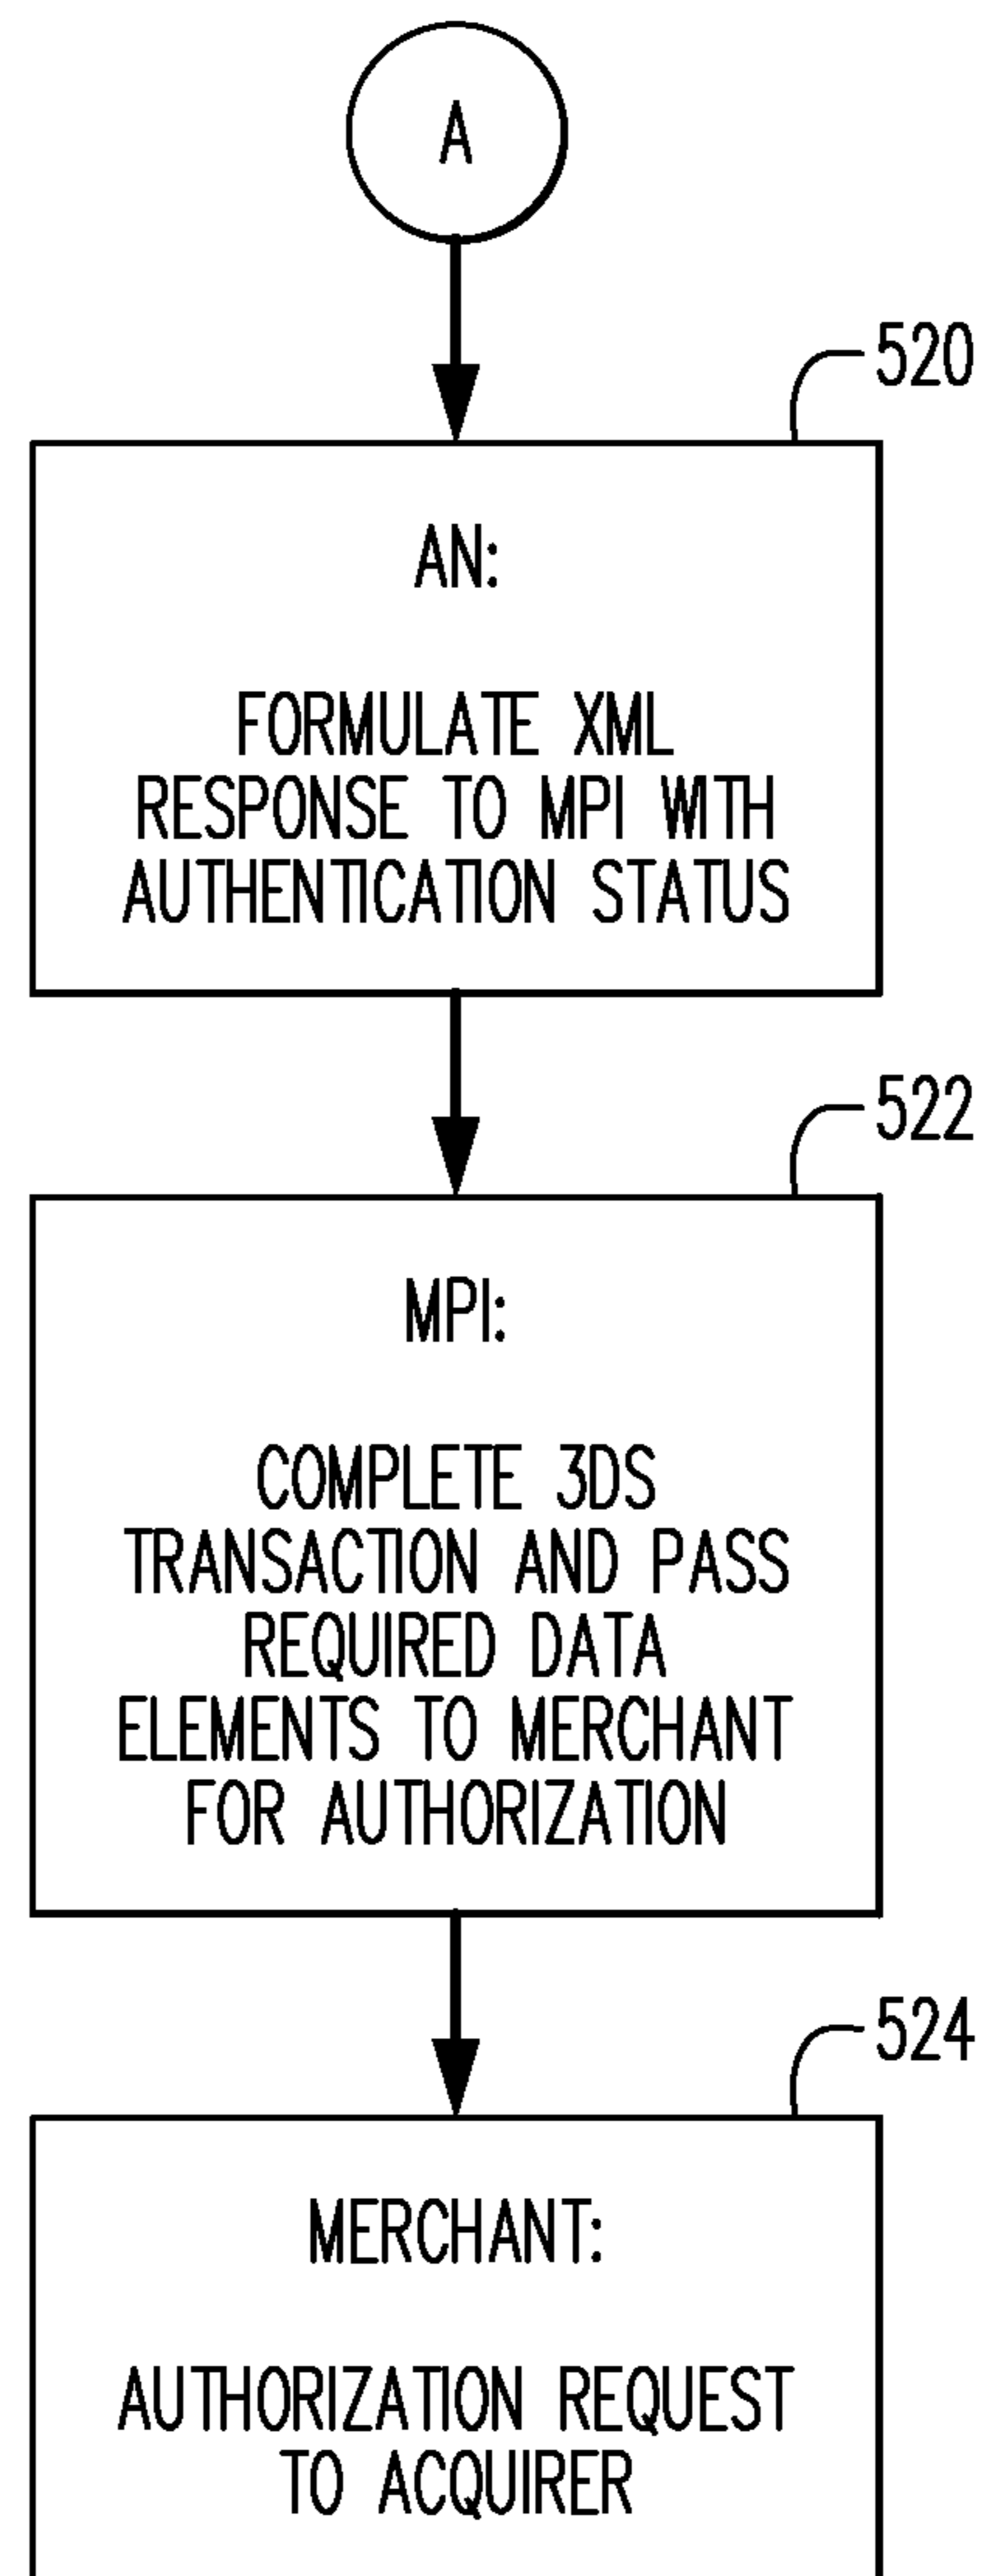 A
520
AN:
FORMULATE XML
RESPONSE TO MPI WITH
AUTHENTICATION STATUS
522
MPI:
COMPLETE 3DS
TRANSACTION AND PASS
REQUIRED DATA
ELEMENTS TO MERCHANT
FOR AUTHORIZATION
524
MERCHANT:
AUTHORIZATION REQUEST
TO ACQUIRER